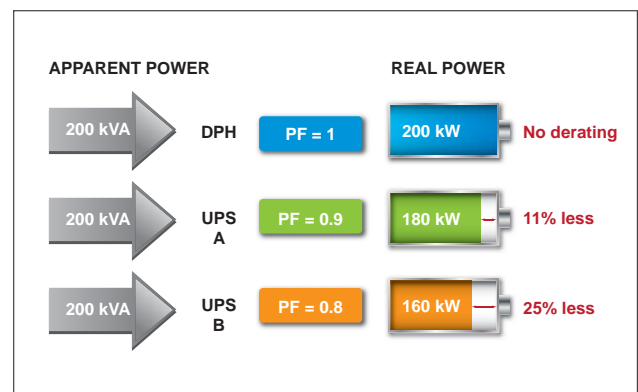 APPARENT POWER REAL POWER
200 kVA DPH PF = 1 200 kW No derating
200 kVA UPS A PF = 0.9 180 kW 11% less
200 kVA UPS B PF = 0.8 160 kW 25% less